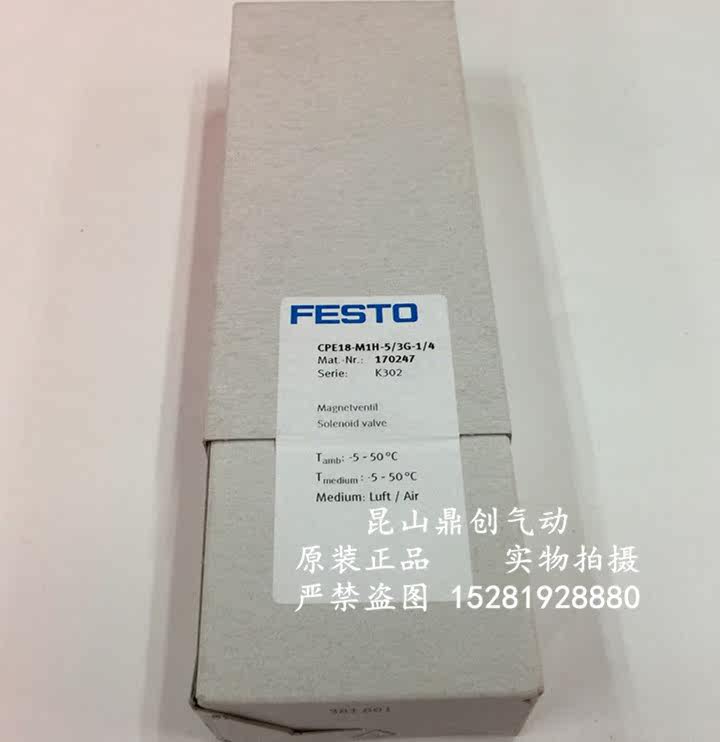 FESTO
CPE18-M1H-5/3G-1/4
Mat.-Nr.: 170247
Serie: K302
Magnetventil
Solenoid valve
Tamb: -5 - 50°C
Tmedium: -5 - 50°C
Medium: Luft / Air
昆山鼎创气动
原装正品 实物拍摄
严禁盗图 15281928880